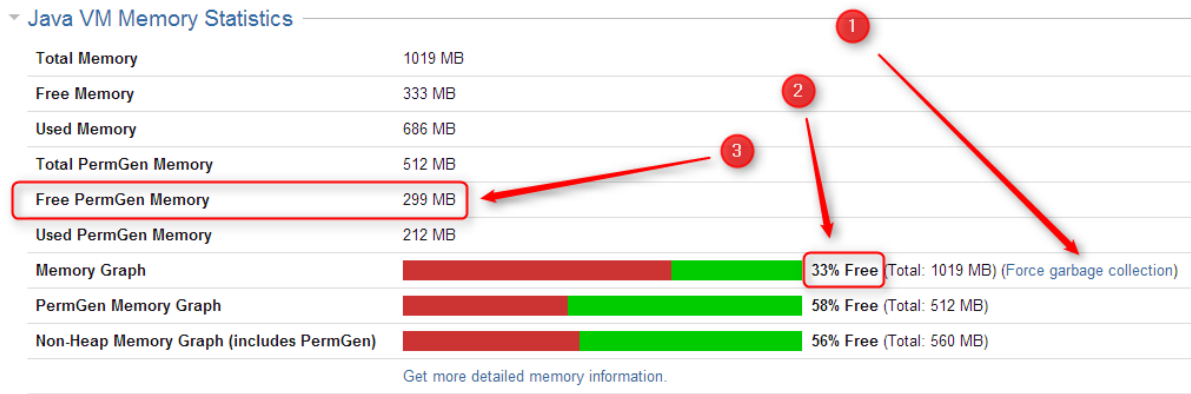 Java VM Memory Statistics
1
Total Memory 1019 MB
Free Memory 333 MB
2
Used Memory 686 MB
3
Total PermGen Memory 512 MB
Free PermGen Memory 299 MB
Used PermGen Memory 212 MB
Memory Graph 33% Free (Total: 1019 MB) (Force garbage collection)
PermGen Memory Graph 58% Free (Total: 512 MB)
Non-Heap Memory Graph (includes PermGen) 56% Free (Total: 560 MB)
Get more detailed memory information.